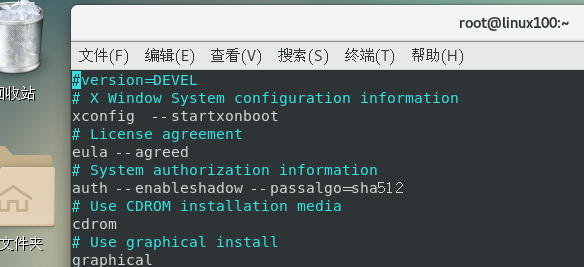 root@linux100:~
文件(F) 编辑(E) 查看(V) 搜索(S) 终端(T) 帮助(H)
#version=DEVEL
# X Window System configuration information
xconfig  --startxonboot
# License agreement
eula --agreed
# System authorization information
auth --enableshadow --passalgo=sha512
# Use CDROM installation media
cdrom
# Use graphical install
graphical
回收站
文件夹